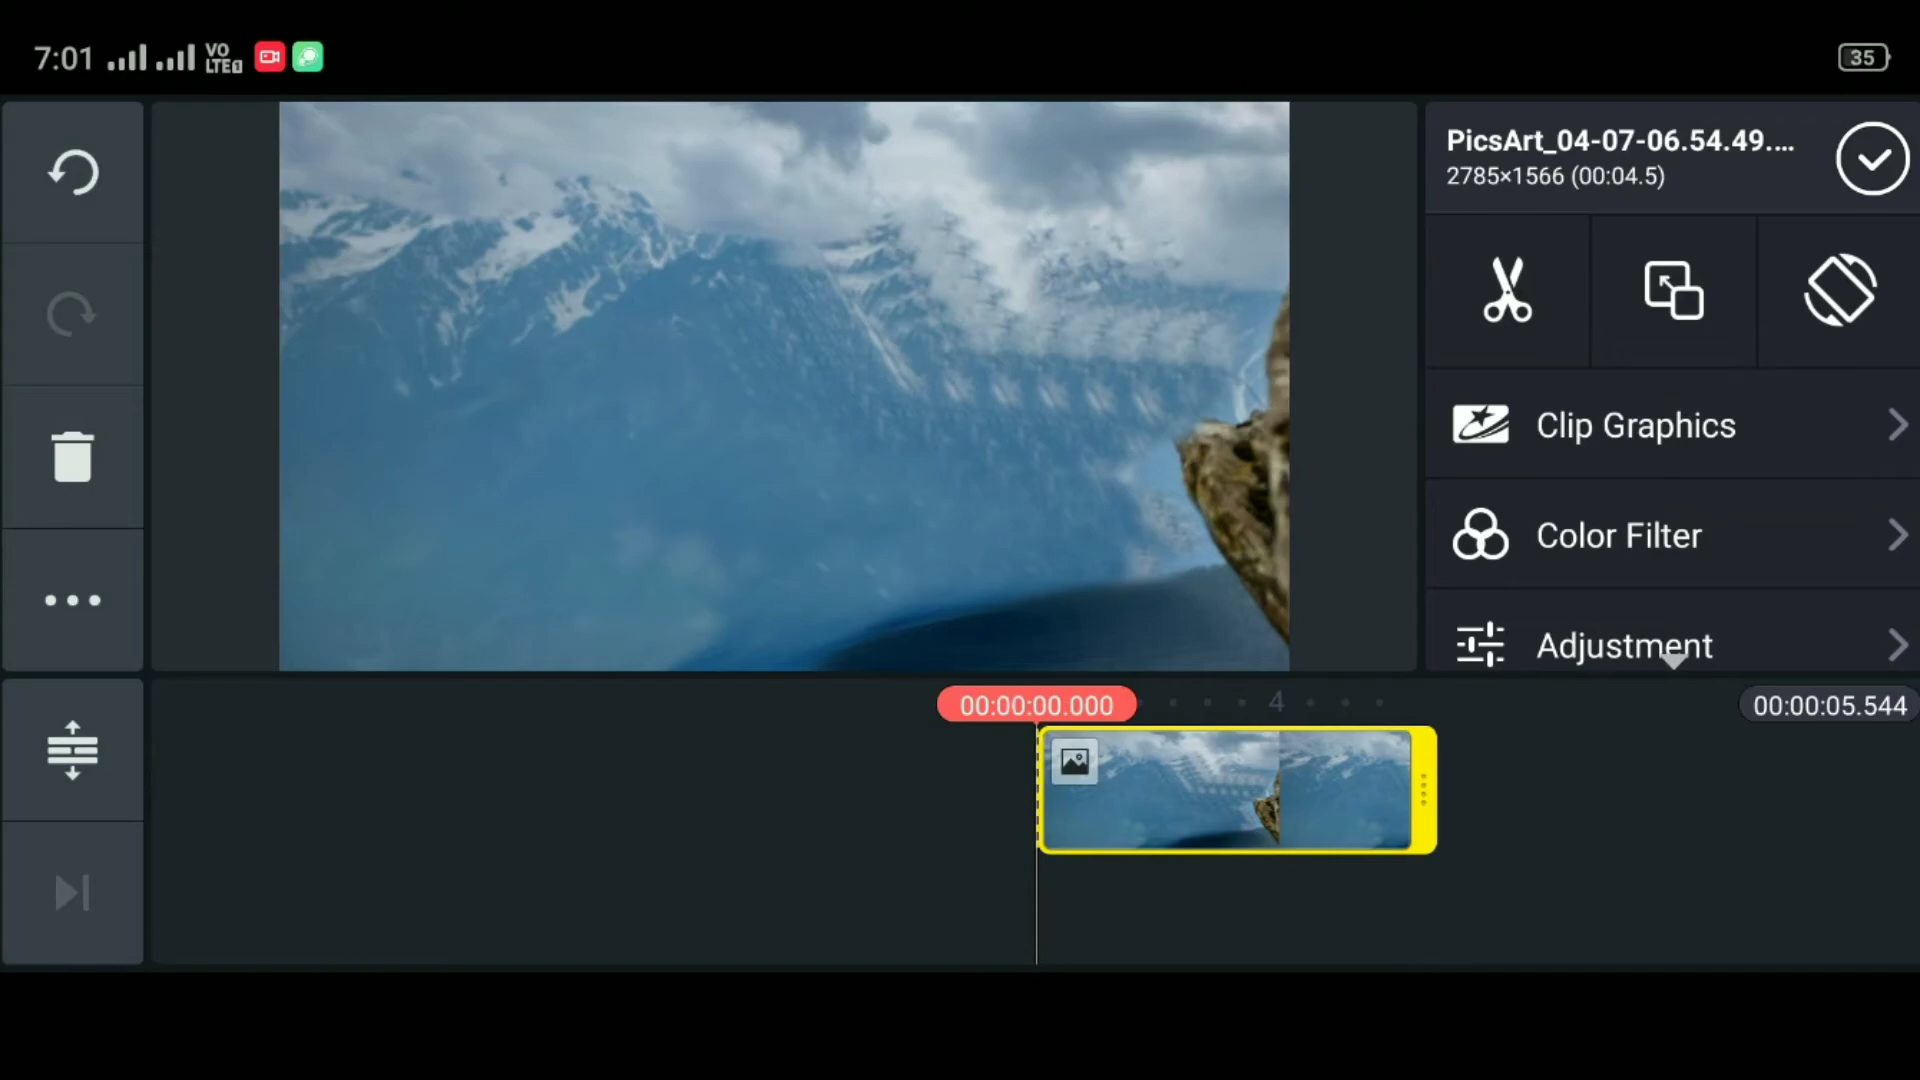 7:01
VO
LTE
35
PicsArt_04-07-06.54.49....
2785×1566 (00:04.5)
Clip Graphics
Color Filter
Adjustment
00:00:00.000
4
00:00:05.544